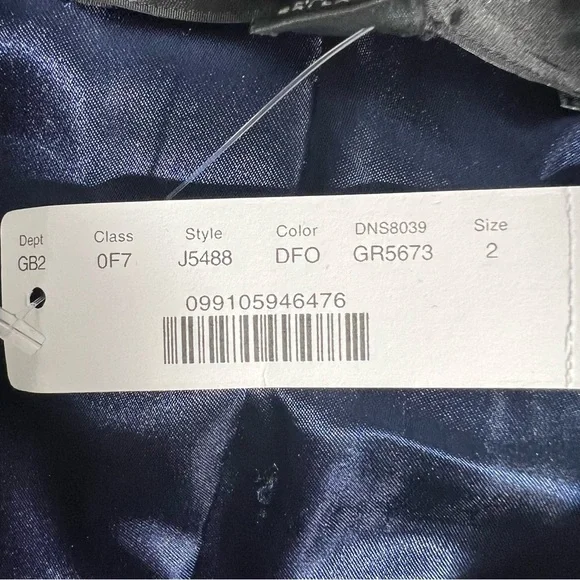 Dept Class Style Color DNS8039 Size
GB2 0F7 J5488 DFO GR5673 2
099105946476